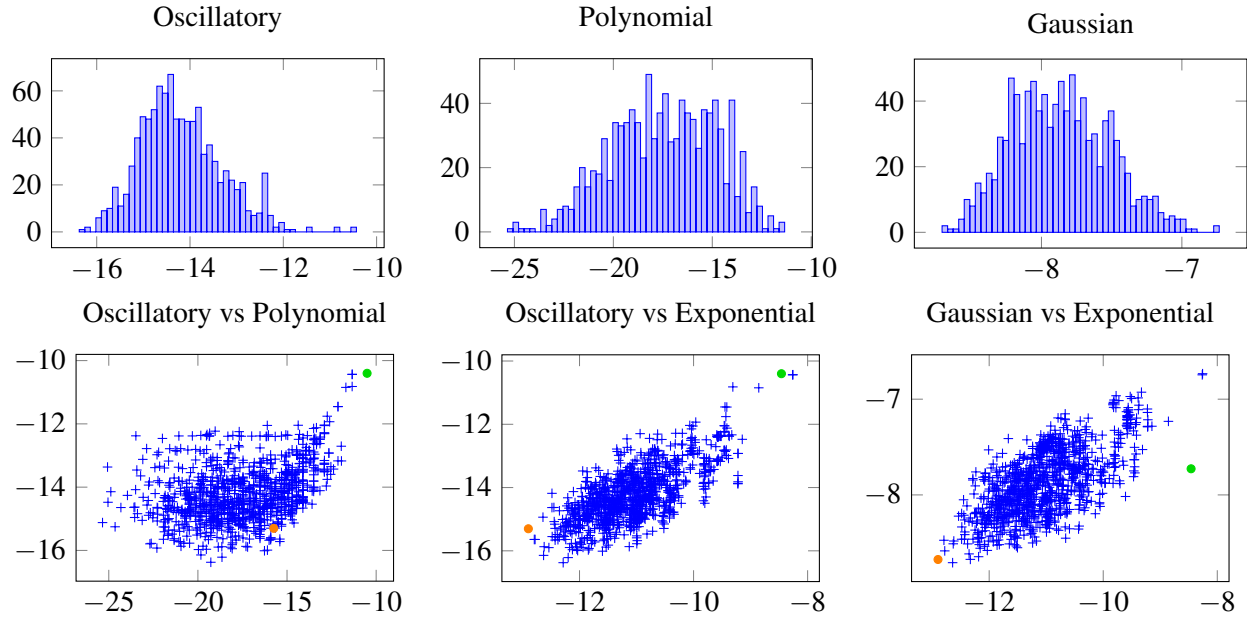 Oscillatory
Polynomial
Gaussian
60
40
20
0
−16 −14 −12 −10
40
20
0
−25 −20 −15 −10
40
20
0
−8 −7
Oscillatory vs Polynomial
Oscillatory vs Exponential
Gaussian vs Exponential
−10
−12
−14
−16
−25 −20 −15 −10
−10
−12
−14
−16
−12 −10 −8
−7
−8
−12 −10 −8